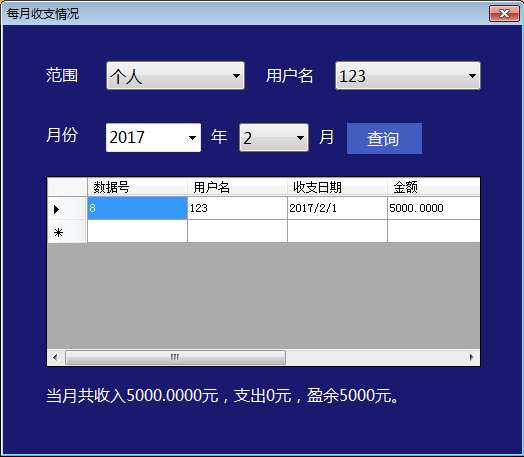 每月收支情况
范围 个人 用户名 123
月份 2017 年 2 月 查询
数据号 用户名 收支日期 金额
8 123 2017/2/1 5000.0000
当月共收入5000.0000元，支出0元，盈余5000元。